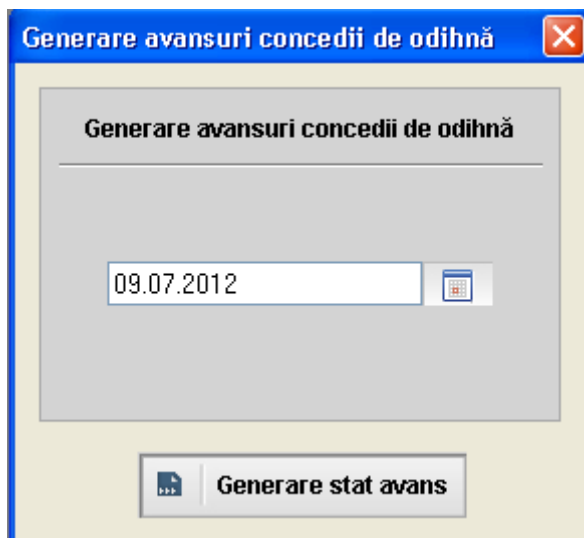 Generare avansuri concedii de odihnă
Generare avansuri concedii de odihnă
09.07.2012
Generare stat avans